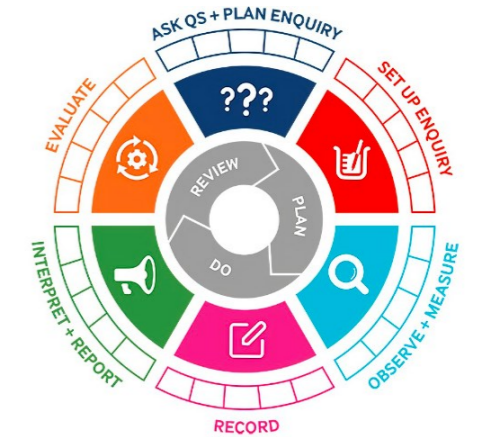 ASK QS + PLAN ENQUIRY
SET UP ENQUIRY
OBSERVE + MEASURE
RECORD
INTERPRET + REPORT
EVALUATE
???
REVIEW
PLAN
DO